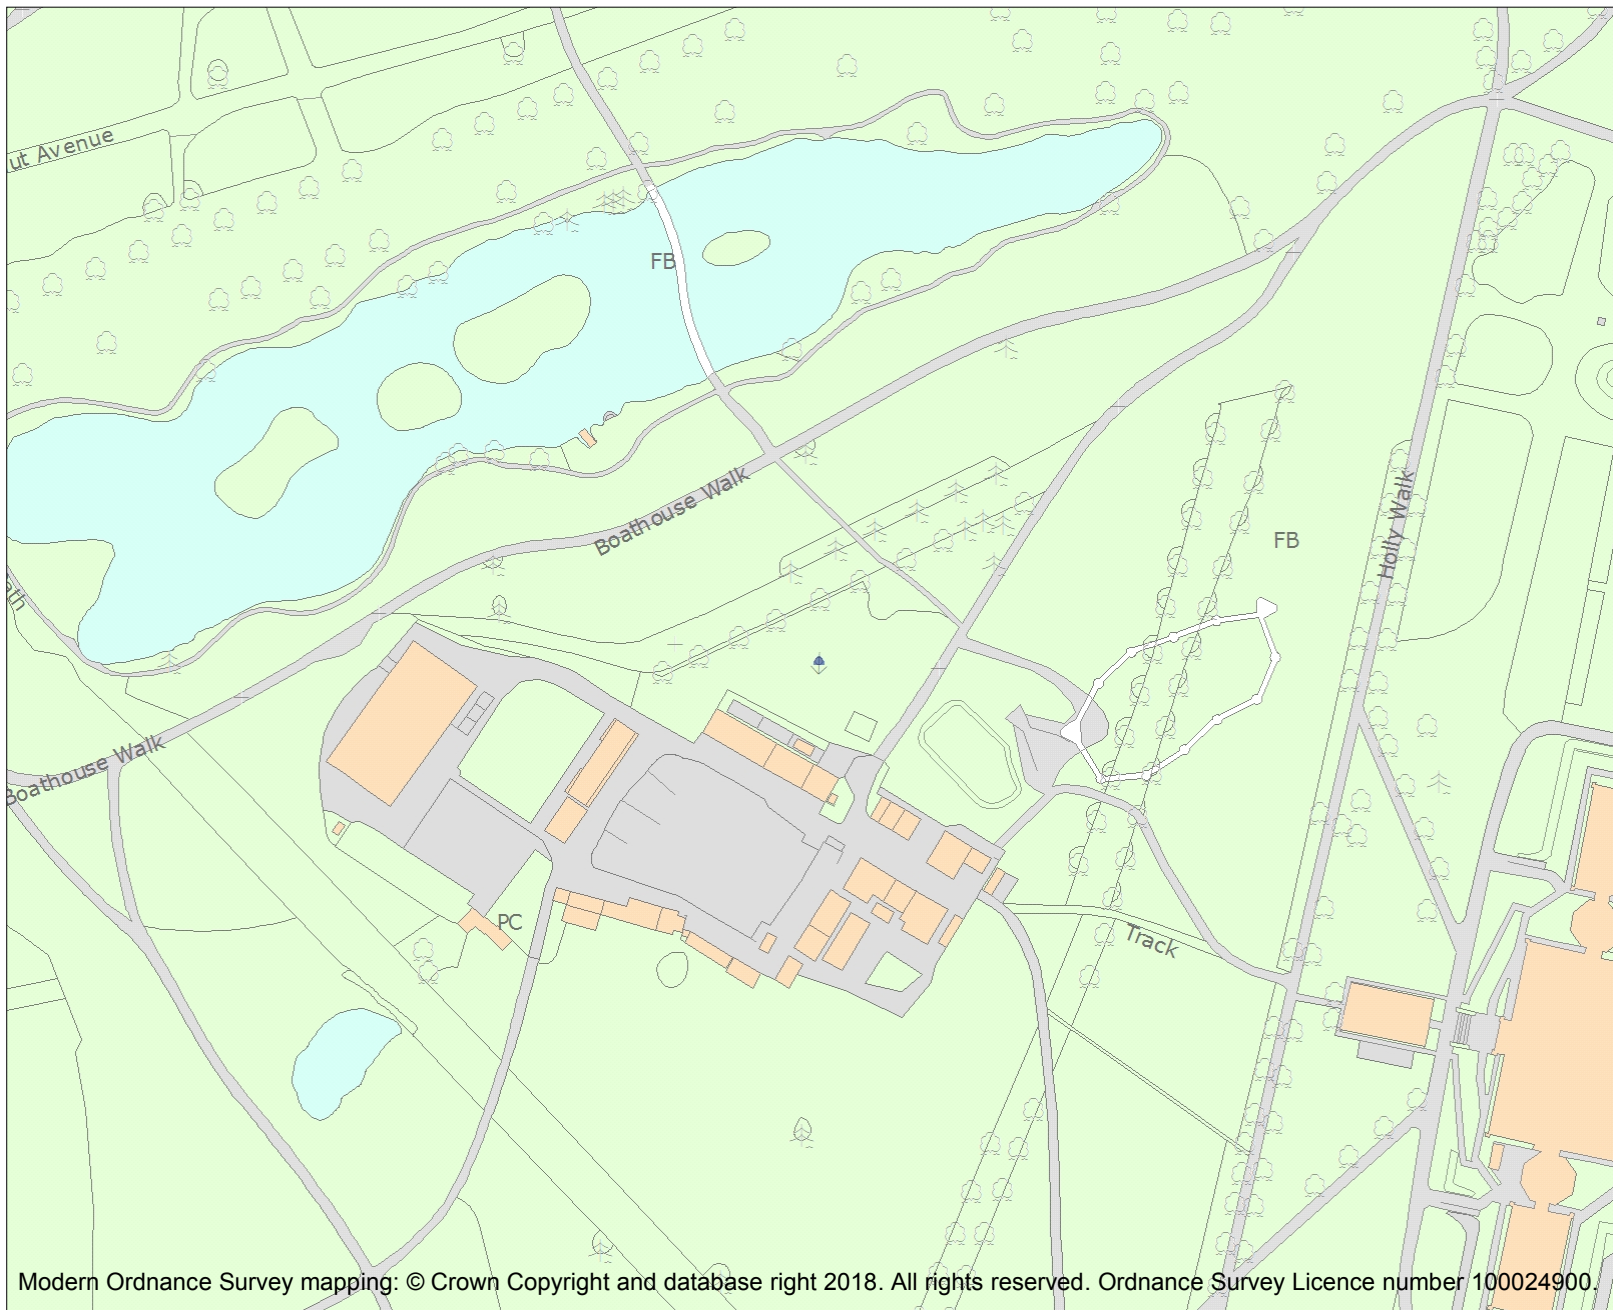 ut Avenue
FB
Boathouse Walk
FB
Holly Walk
ath
Boathouse Walk
PC
Track
Modern Ordnance Survey mapping: © Crown Copyright and database right 2018. All rights reserved. Ordnance Survey Licence number 100024900.